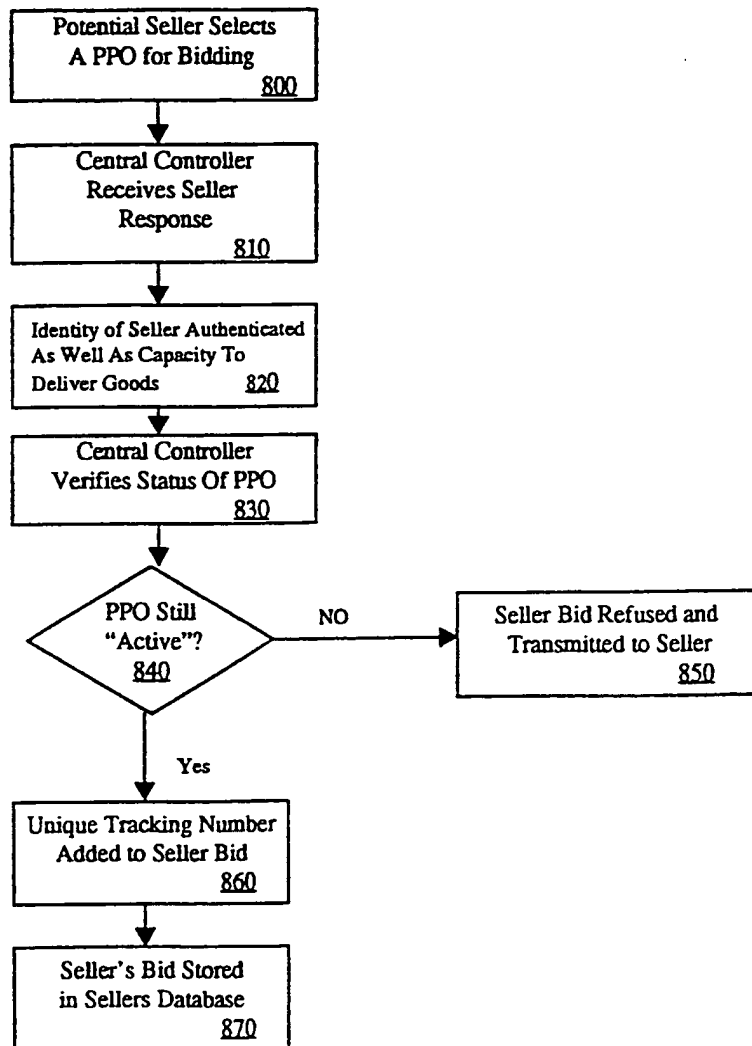 Potential Seller Selects
A PPO for Bidding
800
Central Controller
Receives Seller
Response
810
Identity of Seller Authenticated
As Well As Capacity To
Deliver Goods 820
Central Controller
Verifies Status Of PPO
830
PPO Still
"Active"?
840
NO
Seller Bid Refused and
Transmitted to Seller
850
Yes
Unique Tracking Number
Added to Seller Bid
860
Seller's Bid Stored
in Sellers Database
870